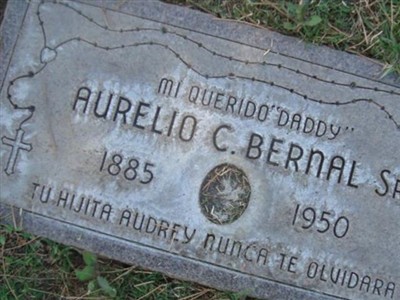 MI QUERIDO "DADDY"
AURELIO C. BERNAL SR
1885 1950
TU HIJITA AUDREY NUNCA TE OLVIDARA